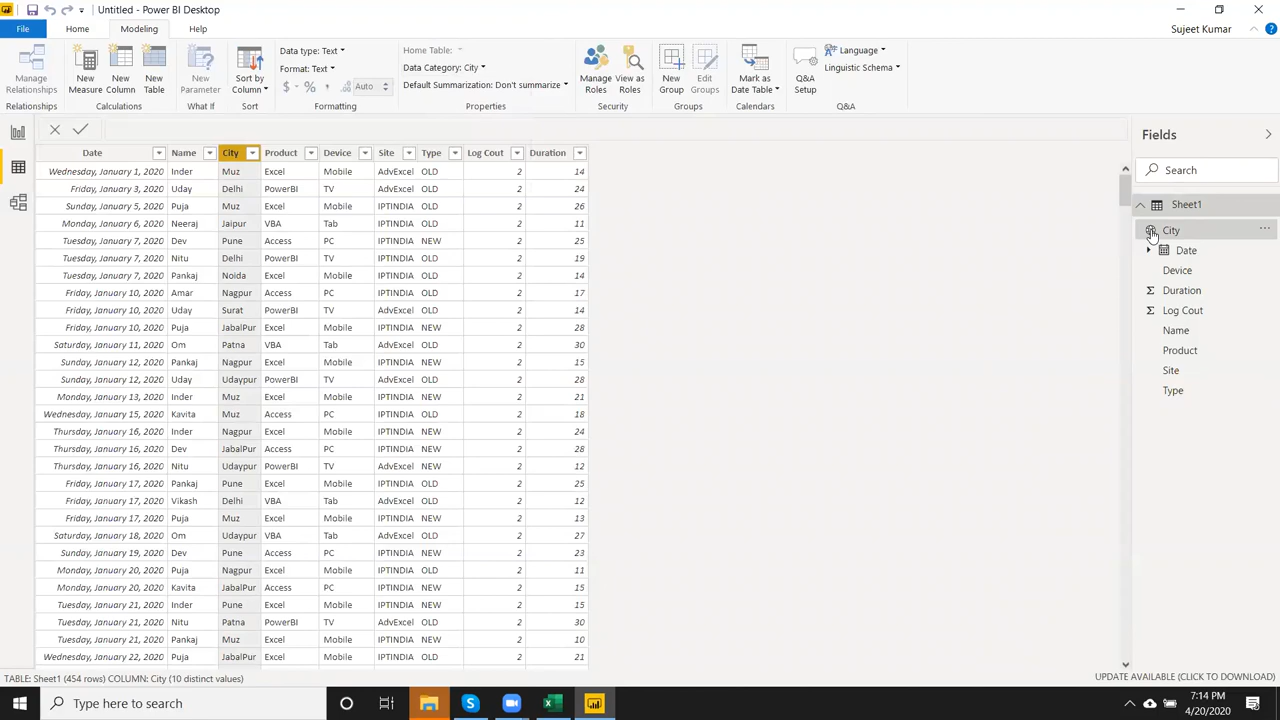 Untitled - Power BI Desktop
Sujeet Kumar
File Home Modeling Help
Manage Relationships
New Measure
New Column
New Table
New Parameter
Sort by Column
Data type: Text
Format: Text
$ % , Auto
Home Table:
Data Category: City
Default Summarization: Don't summarize
Manage Roles
View as Roles
New Group
Edit Groups
Mark as Date Table
Q&A Setup
Language
Linguistic Schema
Relationships Calculations What If Sort Formatting Properties Security Groups Calendars Q&A
Date Name City Product Device Site Type Log Cout Duration
Wednesday, January 1, 2020 Inder Muz Excel Mobile AdvExcel OLD 2 14
Friday, January 3, 2020 Uday Delhi PowerBI TV AdvExcel OLD 2 24
Sunday, January 5, 2020 Puja Muz Excel Mobile AdvExcel OLD 2 26
Monday, January 6, 2020 Neeraj Jaipur VBA Tab AdvExcel OLD 2 11
Tuesday, January 7, 2020 Dev Pune Access PC IPTINDIA NEW 2 25
Tuesday, January 7, 2020 Nitu Delhi PowerBI TV IPTINDIA OLD 2 19
Tuesday, January 7, 2020 Pankaj Noida Excel Mobile IPTINDIA OLD 2 14
Friday, January 10, 2020 Amar Nagpur Access PC IPTINDIA OLD 2 17
Friday, January 10, 2020 Uday Surat PowerBI TV AdvExcel OLD 2 14
Friday, January 10, 2020 Puja JabalPur Excel Mobile IPTINDIA NEW 2 28
Saturday, January 11, 2020 Om Patna VBA Tab AdvExcel OLD 2 30
Sunday, January 12, 2020 Pankaj Nagpur Excel Mobile IPTINDIA NEW 2 15
Sunday, January 12, 2020 Uday Udaypur PowerBI TV AdvExcel OLD 2 28
Monday, January 13, 2020 Inder Muz Excel Mobile AdvExcel OLD 2 21
Wednesday, January 15, 2020 Kavita Muz Access PC IPTINDIA OLD 2 18
Thursday, January 16, 2020 Inder Nagpur Excel Mobile IPTINDIA NEW 2 24
Thursday, January 16, 2020 Dev JabalPur Access PC IPTINDIA NEW 2 28
Thursday, January 16, 2020 Nitu Udaypur PowerBI TV AdvExcel NEW 2 12
Friday, January 17, 2020 Pankaj Pune Excel Mobile IPTINDIA NEW 2 25
Friday, January 17, 2020 Vikash Delhi VBA Tab AdvExcel OLD 2 12
Friday, January 17, 2020 Puja Muz Excel Mobile IPTINDIA NEW 2 13
Saturday, January 18, 2020 Om Udaypur VBA Tab AdvExcel OLD 2 27
Sunday, January 19, 2020 Dev Pune Access PC IPTINDIA NEW 2 23
Monday, January 20, 2020 Puja Nagpur Excel Mobile IPTINDIA OLD 2 11
Monday, January 20, 2020 Kavita JabalPur Access PC IPTINDIA NEW 2 15
Tuesday, January 21, 2020 Inder Pune Excel Mobile IPTINDIA NEW 2 15
Tuesday, January 21, 2020 Nitu Patna PowerBI TV AdvExcel OLD 2 30
Tuesday, January 21, 2020 Pankaj Muz Excel Mobile IPTINDIA NEW 2 10
Wednesday, January 22, 2020 Puja JabalPur Excel Mobile IPTINDIA OLD 2 21
Fields
Search
Sheet1
City
Date
Device
Σ Duration
Σ Log Cout
Name
Product
Site
Type
TABLE: Sheet1 (454 rows) COLUMN: City (10 distinct values)
UPDATE AVAILABLE (CLICK TO DOWNLOAD)
Type here to search
7:14 PM
4/20/2020